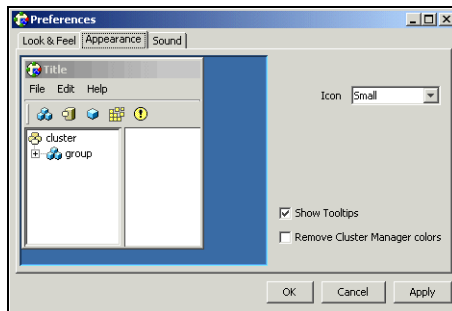 Preferences
Look & Feel Appearance Sound
Title
File Edit Help
cluster
group
Icon Small
Show Tooltips
Remove Cluster Manager colors
OK Cancel Apply